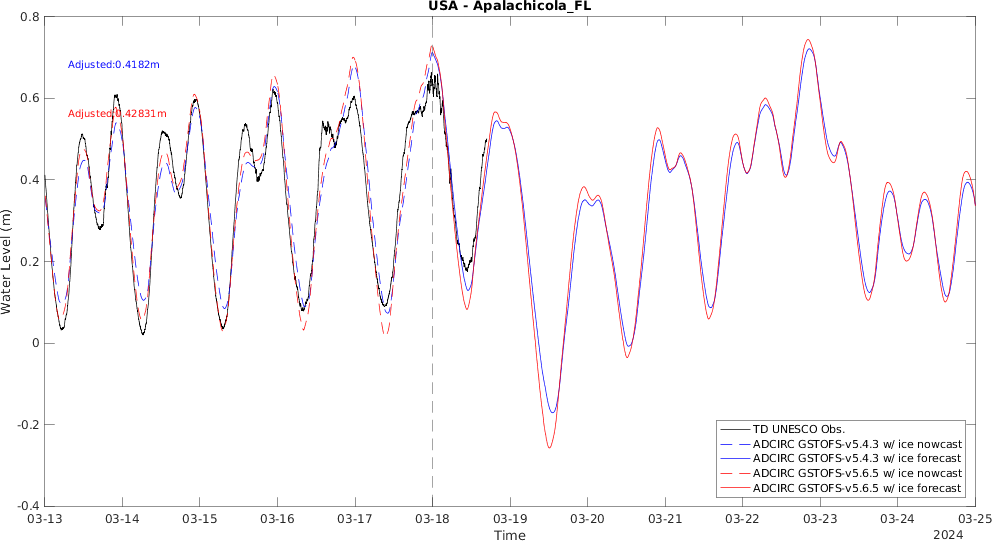 USA - Apalachicola_FL
0.8
0.6
0.4
0.2
0
-0.2
-0.4
Water Level (m)
Adjusted:0.4182m
Adjusted:0.42831m
TD UNESCO Obs.
ADCIRC GSTOFS-v5.4.3 w/ ice nowcast
ADCIRC GSTOFS-v5.4.3 w/ ice forecast
ADCIRC GSTOFS-v5.6.5 w/ ice nowcast
ADCIRC GSTOFS-v5.6.5 w/ ice forecast
03-13 03-14 03-15 03-16 03-17 03-18 03-19 03-20 03-21 03-22 03-23 03-24 03-25
Time
2024